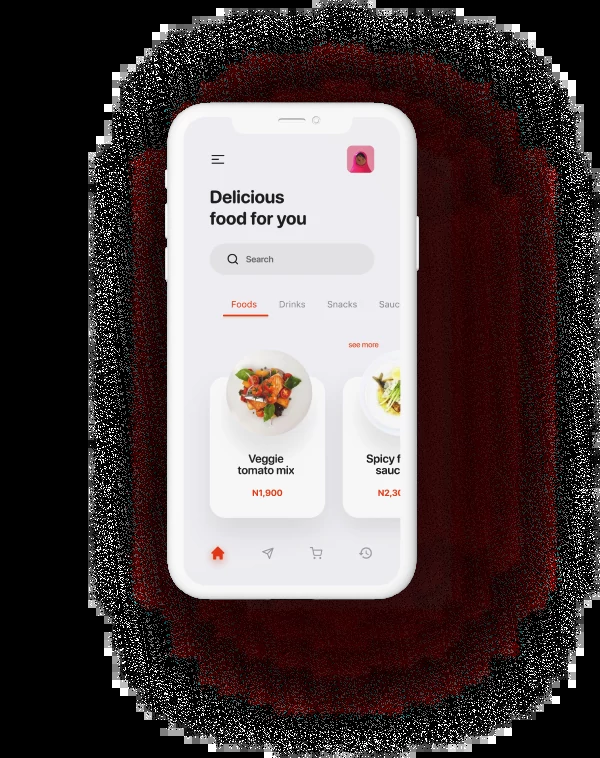 Delicious
food for you
Search
Foods Drinks Snacks Sauc
see more
Veggie
tomato mix
N1,900
Spicy f
sauc
N2,30